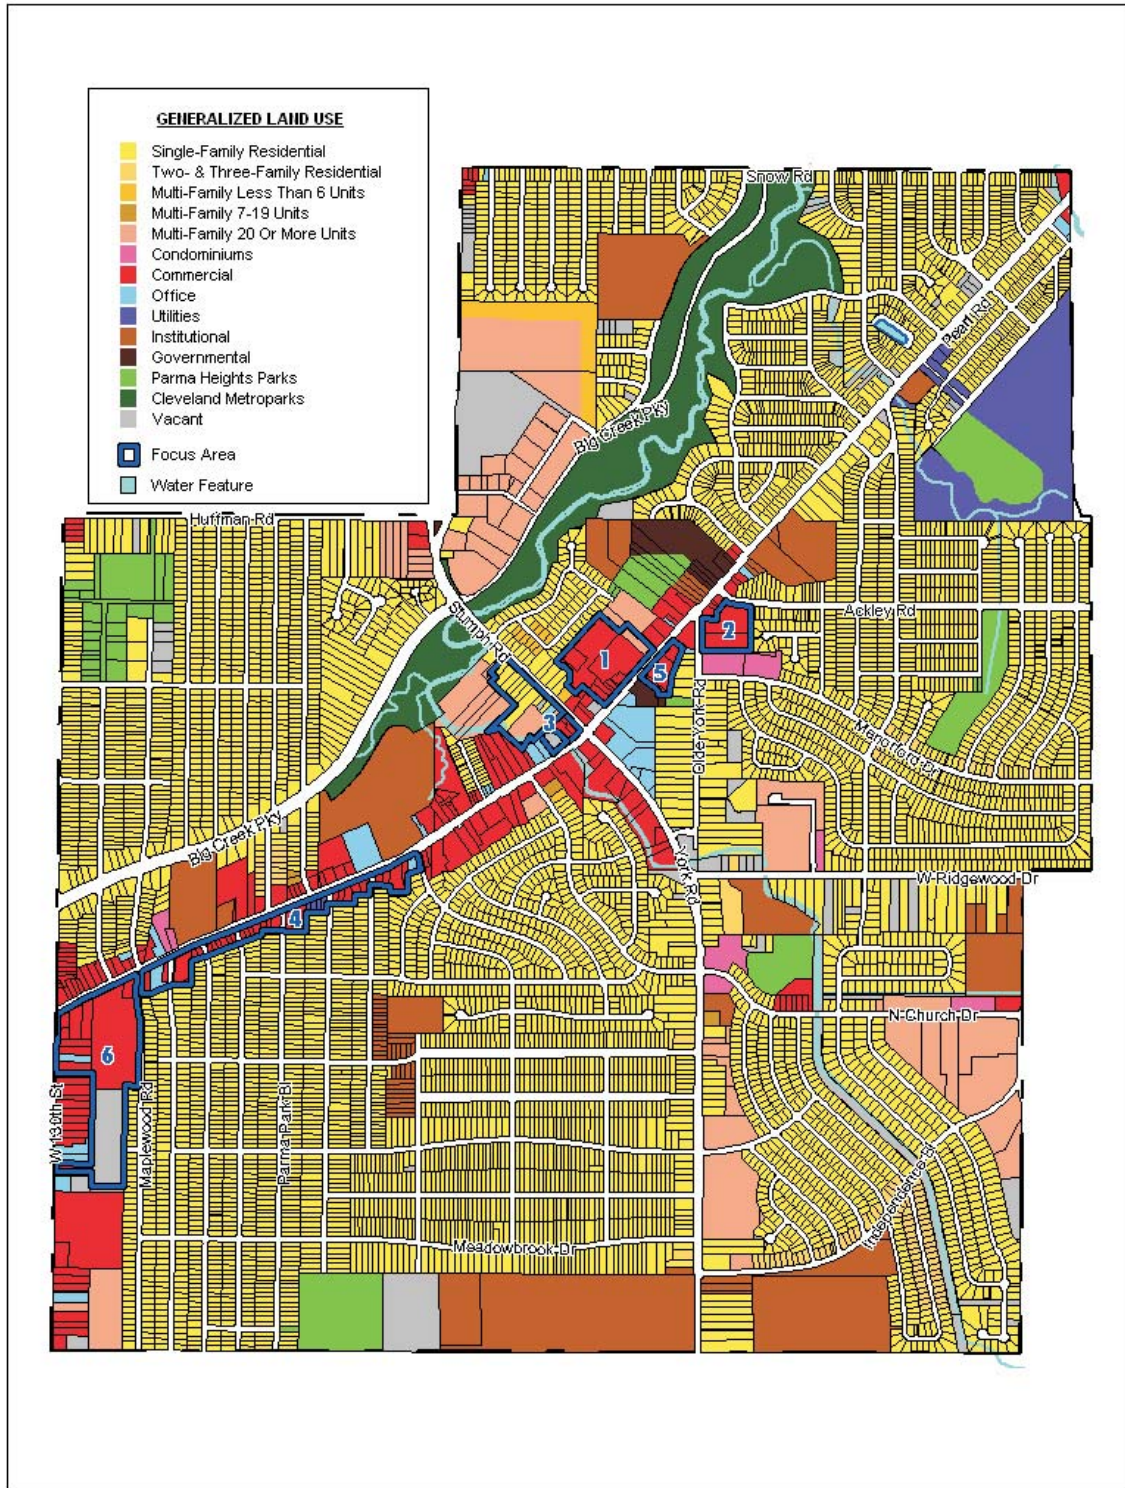 GENERALIZED LAND USE
Single-Family Residential
Two- & Three-Family Residential
Multi-Family Less Than 6 Units
Multi-Family 7-19 Units
Multi-Family 20 Or More Units
Condominiums
Commercial
Office
Utilities
Institutional
Governmental
Parma Heights Parks
Cleveland Metroparks
Vacant
Focus Area
Water Feature
Snow Rd
Pearl Rd
Big Creek Pky
Huffman Rd
Stumph Rd
Ackley Rd
2
1
5
3
Olde York Rd
Big Creek Pky
York Rd
W Ridgewood Dr
4
N Church Dr
6
W 130th St
Maplewood Rd
Parma Park Bl
Independence Bl
Meadowbrook Dr